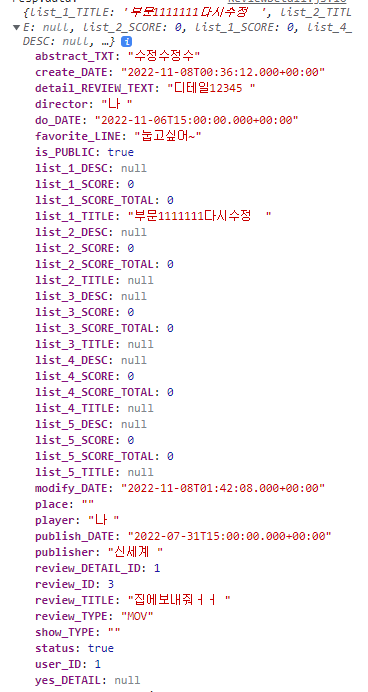 {list_1_TITLE: '부문1111111다시수정  ', list_2_TITL
E: null, list_2_SCORE: 0, list_1_SCORE: 0, list_4_
DESC: null, …}
abstract_TXT: "수정수정수"
create_DATE: "2022-11-08T00:36:12.000+00:00"
detail_REVIEW_TEXT: "디테일12345 "
director: "나 "
do_DATE: "2022-11-06T15:00:00.000+00:00"
favorite_LINE: "눕고싶어~"
is_PUBLIC: true
list_1_DESC: null
list_1_SCORE: 0
list_1_SCORE_TOTAL: 0
list_1_TITLE: "부문1111111다시수정  "
list_2_DESC: null
list_2_SCORE: 0
list_2_SCORE_TOTAL: 0
list_2_TITLE: null
list_3_DESC: null
list_3_SCORE: 0
list_3_SCORE_TOTAL: 0
list_3_TITLE: null
list_4_DESC: null
list_4_SCORE: 0
list_4_SCORE_TOTAL: 0
list_4_TITLE: null
list_5_DESC: null
list_5_SCORE: 0
list_5_SCORE_TOTAL: 0
list_5_TITLE: null
modify_DATE: "2022-11-08T01:42:08.000+00:00"
place: ""
player: "나 "
publish_DATE: "2022-07-31T15:00:00.000+00:00"
publisher: "신세계 "
review_DETAIL_ID: 1
review_ID: 3
review_TITLE: "집에보내줘ㅓㅓ "
review_TYPE: "MOV"
show_TYPE: ""
status: true
user_ID: 1
yes_DETAIL: null